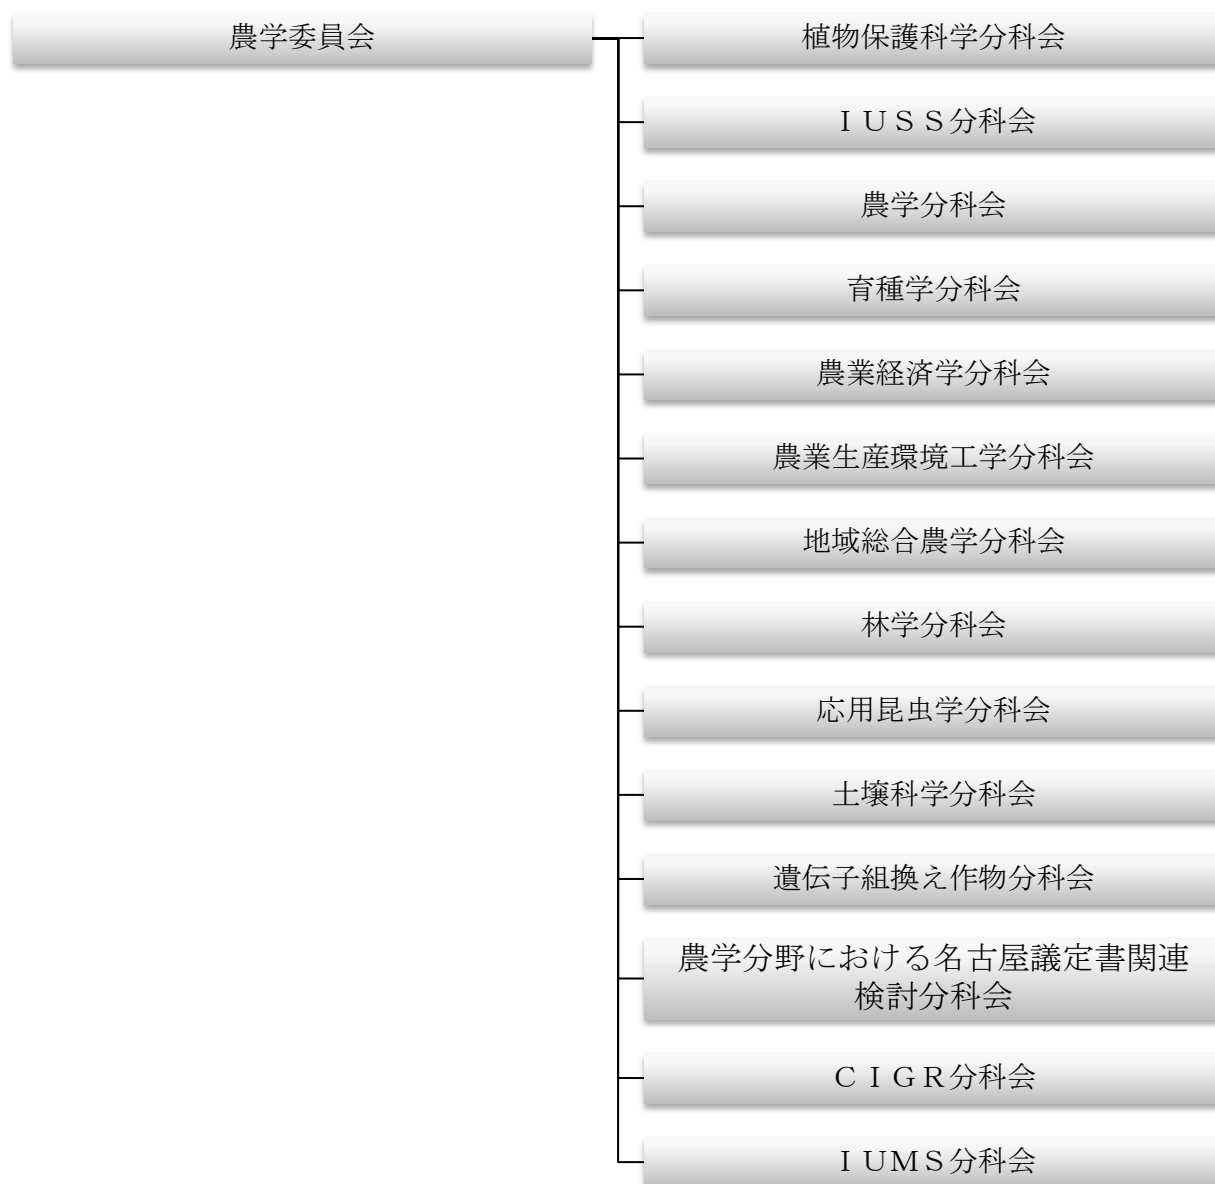 農学委員会
植物保護科学分科会
ＩＵＳＳ分科会
農学分科会
育種学分科会
農業経済学分科会
農業生産環境工学分科会
地域総合農学分科会
林学分科会
応用昆虫学分科会
土壌科学分科会
遺伝子組換え作物分科会
農学分野における名古屋議定書関連
検討分科会
ＣＩＧＲ分科会
ＩＵＭＳ分科会